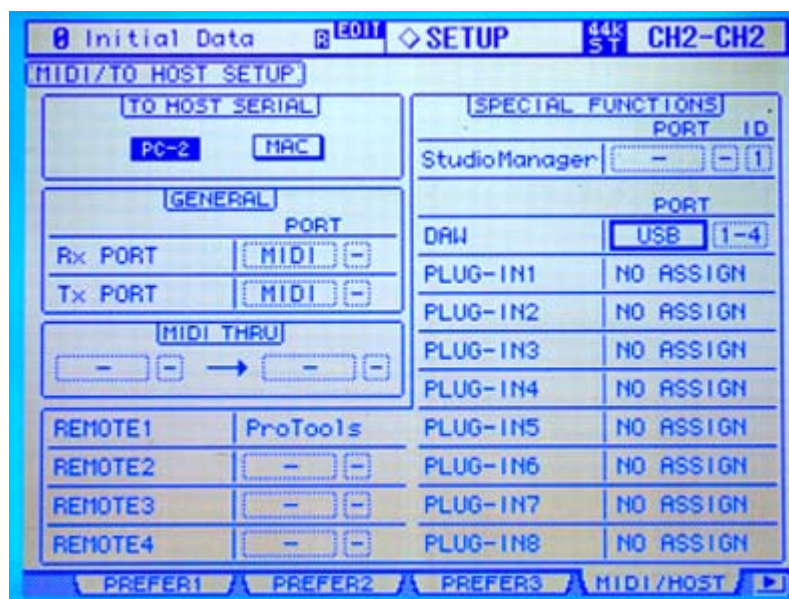 0 Initial Data R EDIT ◇ SETUP 44k ST CH2-CH2
MIDI/TO HOST SETUP
TO HOST SERIAL
PC-2 MAC
GENERAL
PORT
Rx PORT MIDI -
Tx PORT MIDI -
MIDI THRU
- - → - -
REMOTE1 ProTools
REMOTE2 - -
REMOTE3 - -
REMOTE4 - -
SPECIAL FUNCTIONS
PORT ID
StudioManager - - 1
PORT
DAW USB 1-4
PLUG-IN1 NO ASSIGN
PLUG-IN2 NO ASSIGN
PLUG-IN3 NO ASSIGN
PLUG-IN4 NO ASSIGN
PLUG-IN5 NO ASSIGN
PLUG-IN6 NO ASSIGN
PLUG-IN7 NO ASSIGN
PLUG-IN8 NO ASSIGN
PREFER1 PREFER2 PREFER3 MIDI/HOST